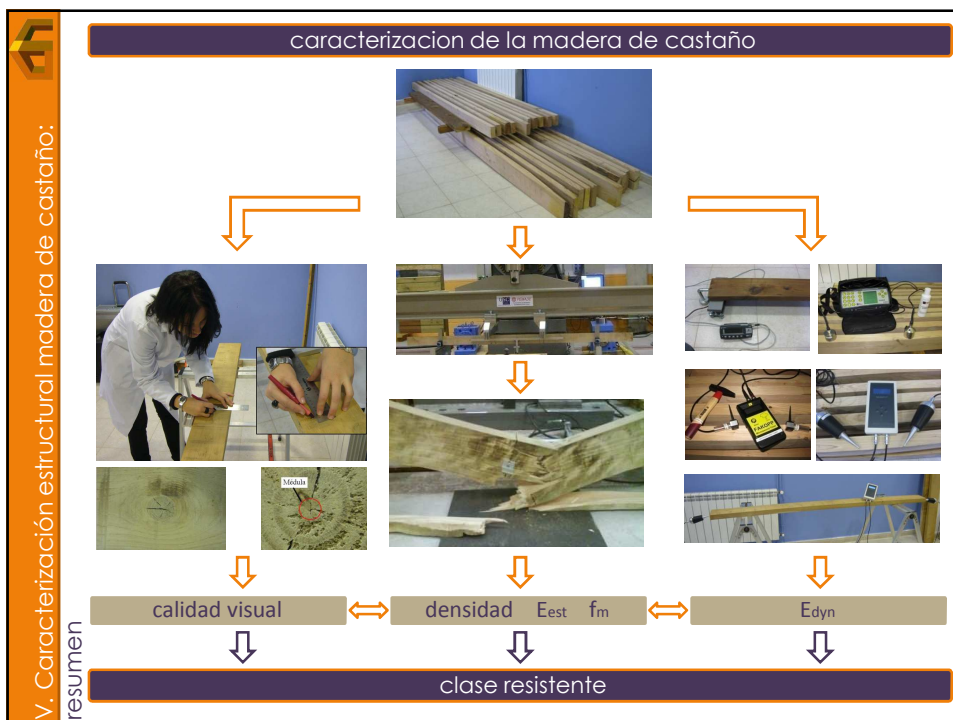 caracterizacion de la madera de castaño
V. Caracterización estructural madera de castaño:
resumen
Médula
FAKOPP
calidad visual
densidad Eest fm
Edyn
clase resistente